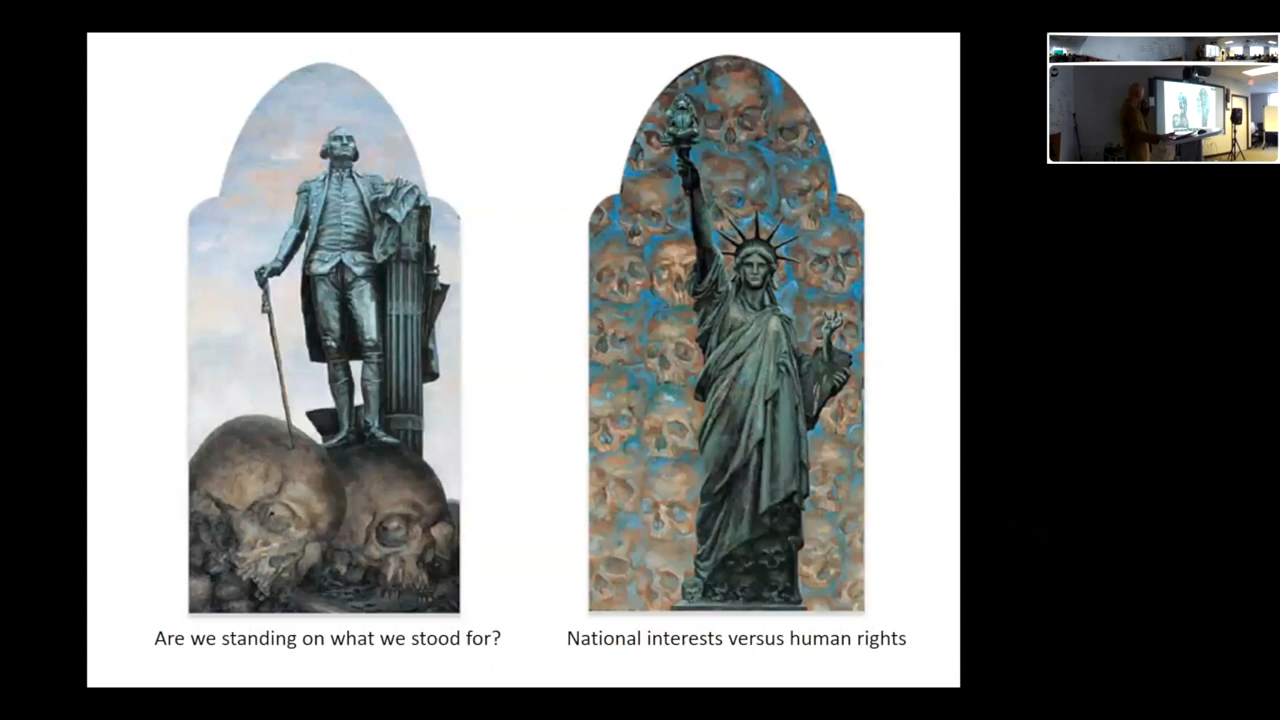 Are we standing on what we stood for?
National interests versus human rights